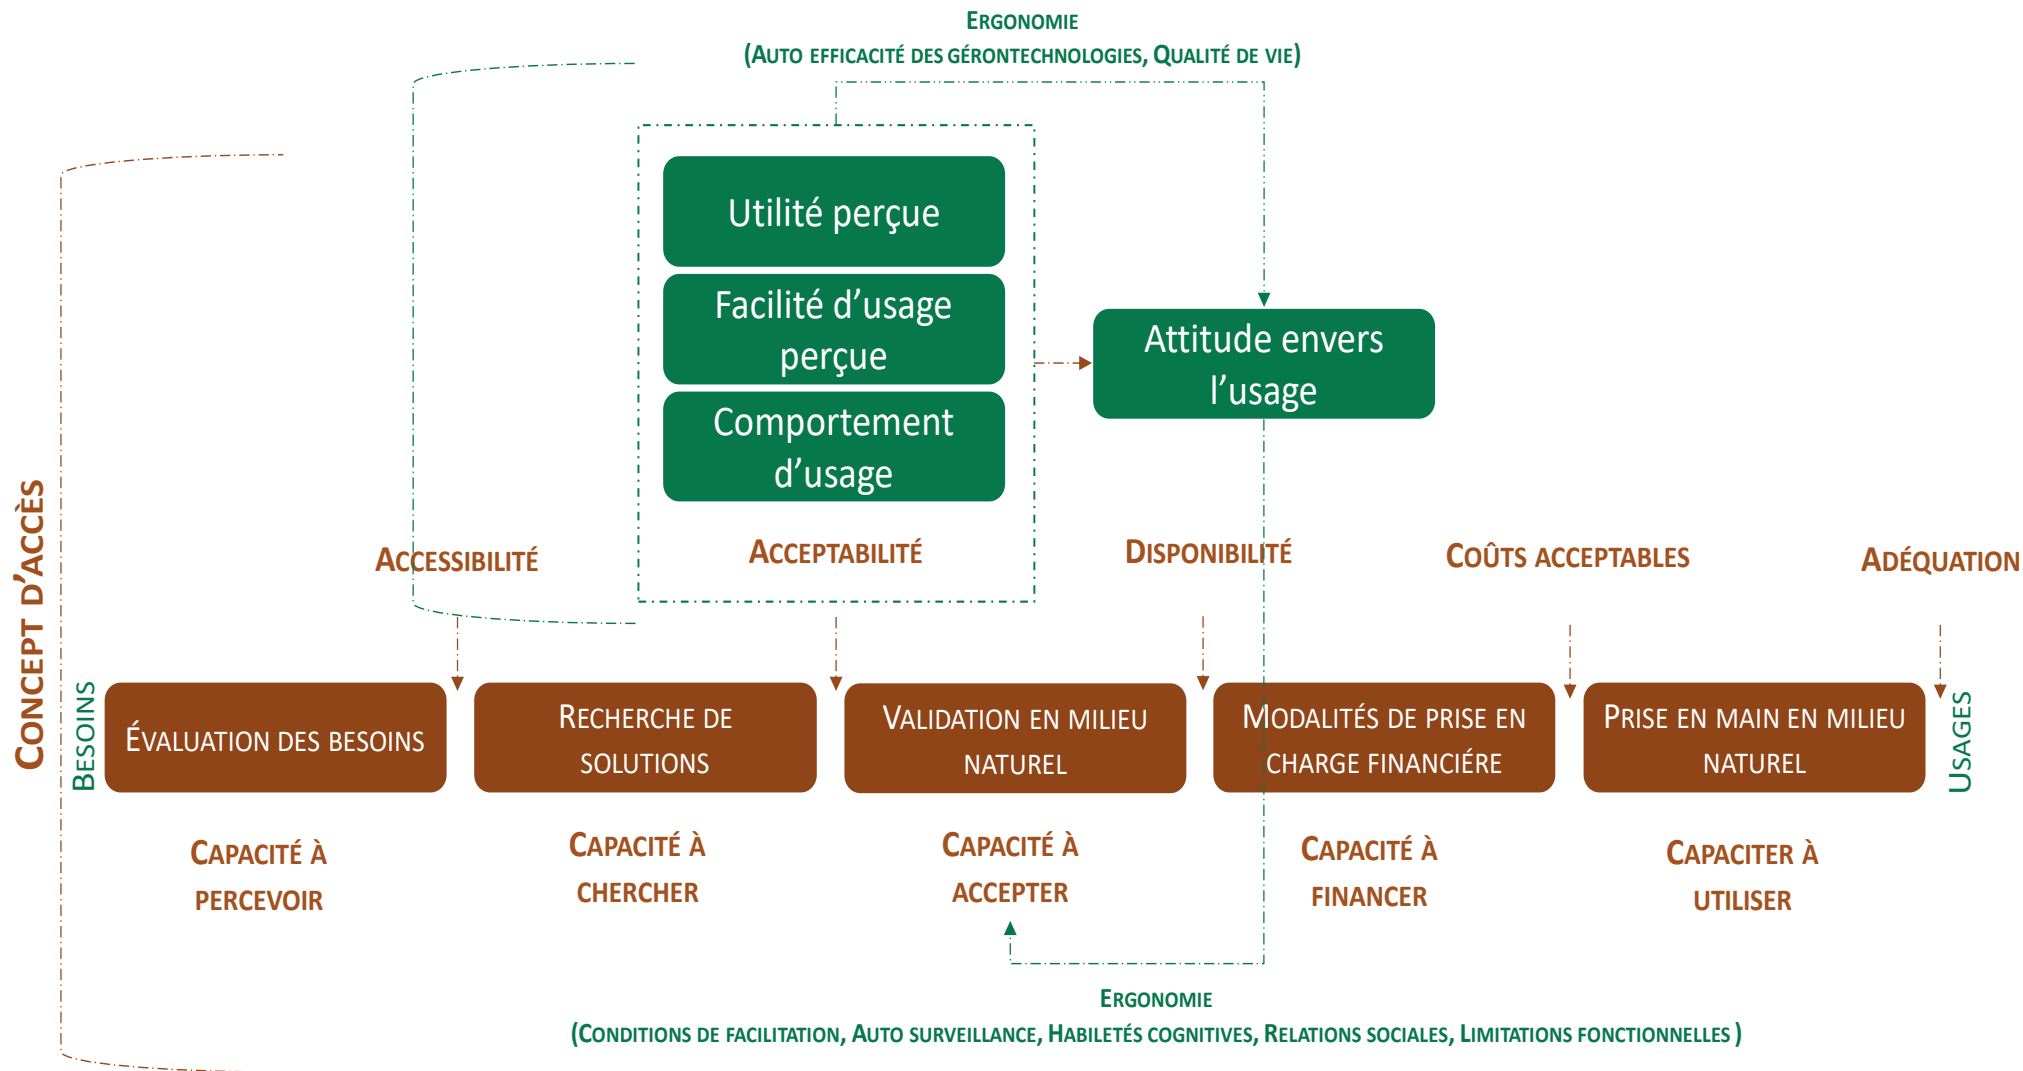 Ergonomie
(Auto efficacité des gérontechnologies, Qualité de vie)
Utilité perçue
Facilité d’usage
perçue
Comportement
d’usage
Attitude envers
l’usage
Concept d’accès
Accessibilité
Acceptabilité
Disponibilité
Coûts acceptables
Adéquation
Besoins
Évaluation des besoins
Recherche de
solutions
Validation en milieu
naturel
Modalités de prise en
charge financiére
Prise en main en milieu
naturel
Usages
Capacité à
percevoir
Capacité à
chercher
Capacité à
accepter
Capacité à
financer
Capaciter à
utiliser
Ergonomie
(Conditions de facilitation, Auto surveillance, Habiletés cognitives, Relations sociales, Limitations fonctionnelles )